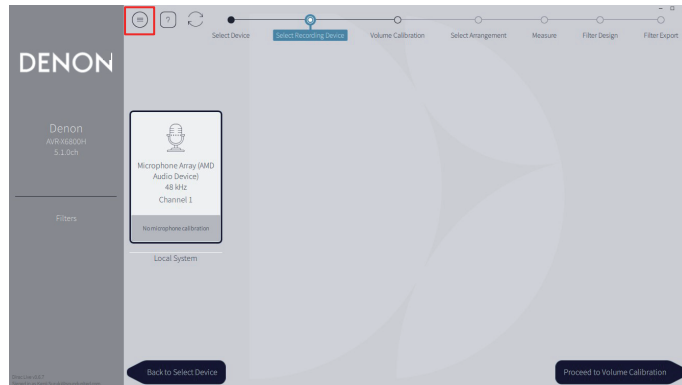 ?
Select Device
Select Recording Device
Volume Calibration
Select Arrangement
Measure
Filter Design
Filter Export
DENON
Denon
AVR-X6800H
5.1.0ch
Filters
Microphone Array (AMD
Audio Device)
48 kHz
Channel 1
No microphone calibration
Local System
Back to Select Device
Proceed to Volume Calibration